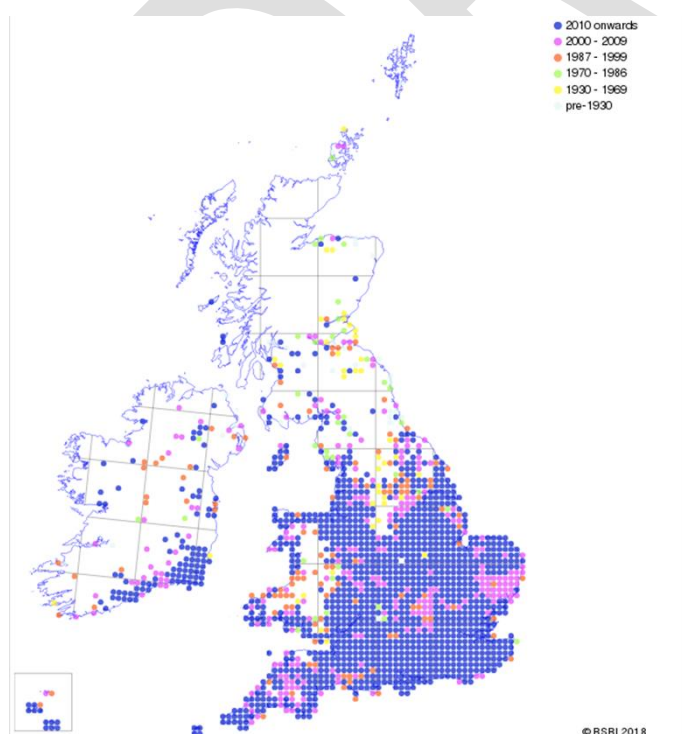 2010 onwards
2000 - 2009
1987 - 1999
1970 - 1986
1930 - 1969
pre-1930
© BSBI 2018